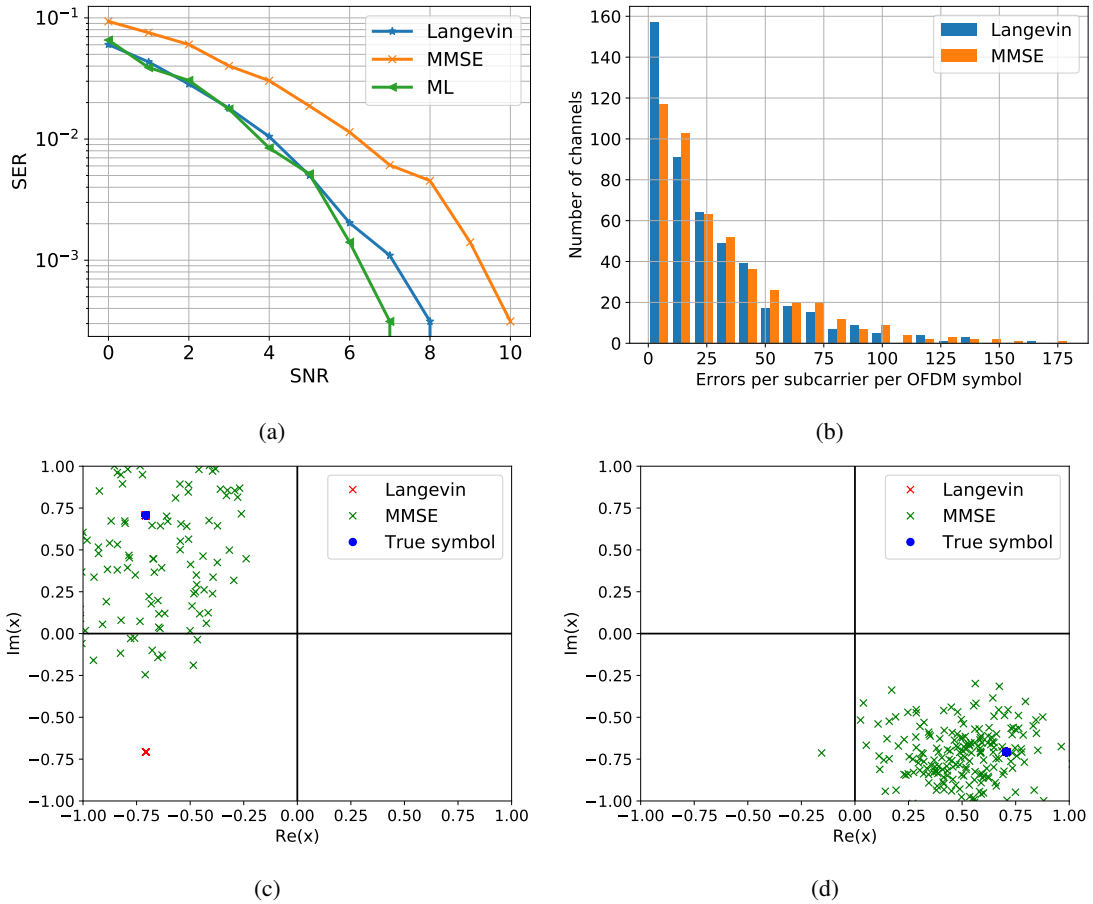 10⁻¹
10⁻²
10⁻³
SER
0 2 4 6 8 10
SNR
Langevin
MMSE
ML
(a)
160
140
120
100
80
60
40
20
0
Number of channels
0 25 50 75 100 125 150 175
Errors per subcarrier per OFDM symbol
Langevin
MMSE
(b)
1.00
0.75
0.50
0.25
0.00
−0.25
−0.50
−0.75
−1.00
Im(x)
−1.00 −0.75 −0.50 −0.25 0.00 0.25 0.50 0.75 1.00
Re(x)
Langevin
MMSE
True symbol
(c)
1.00
0.75
0.50
0.25
0.00
−0.25
−0.50
−0.75
−1.00
Im(x)
−1.00 −0.75 −0.50 −0.25 0.00 0.25 0.50 0.75 1.00
Re(x)
Langevin
MMSE
True symbol
(d)